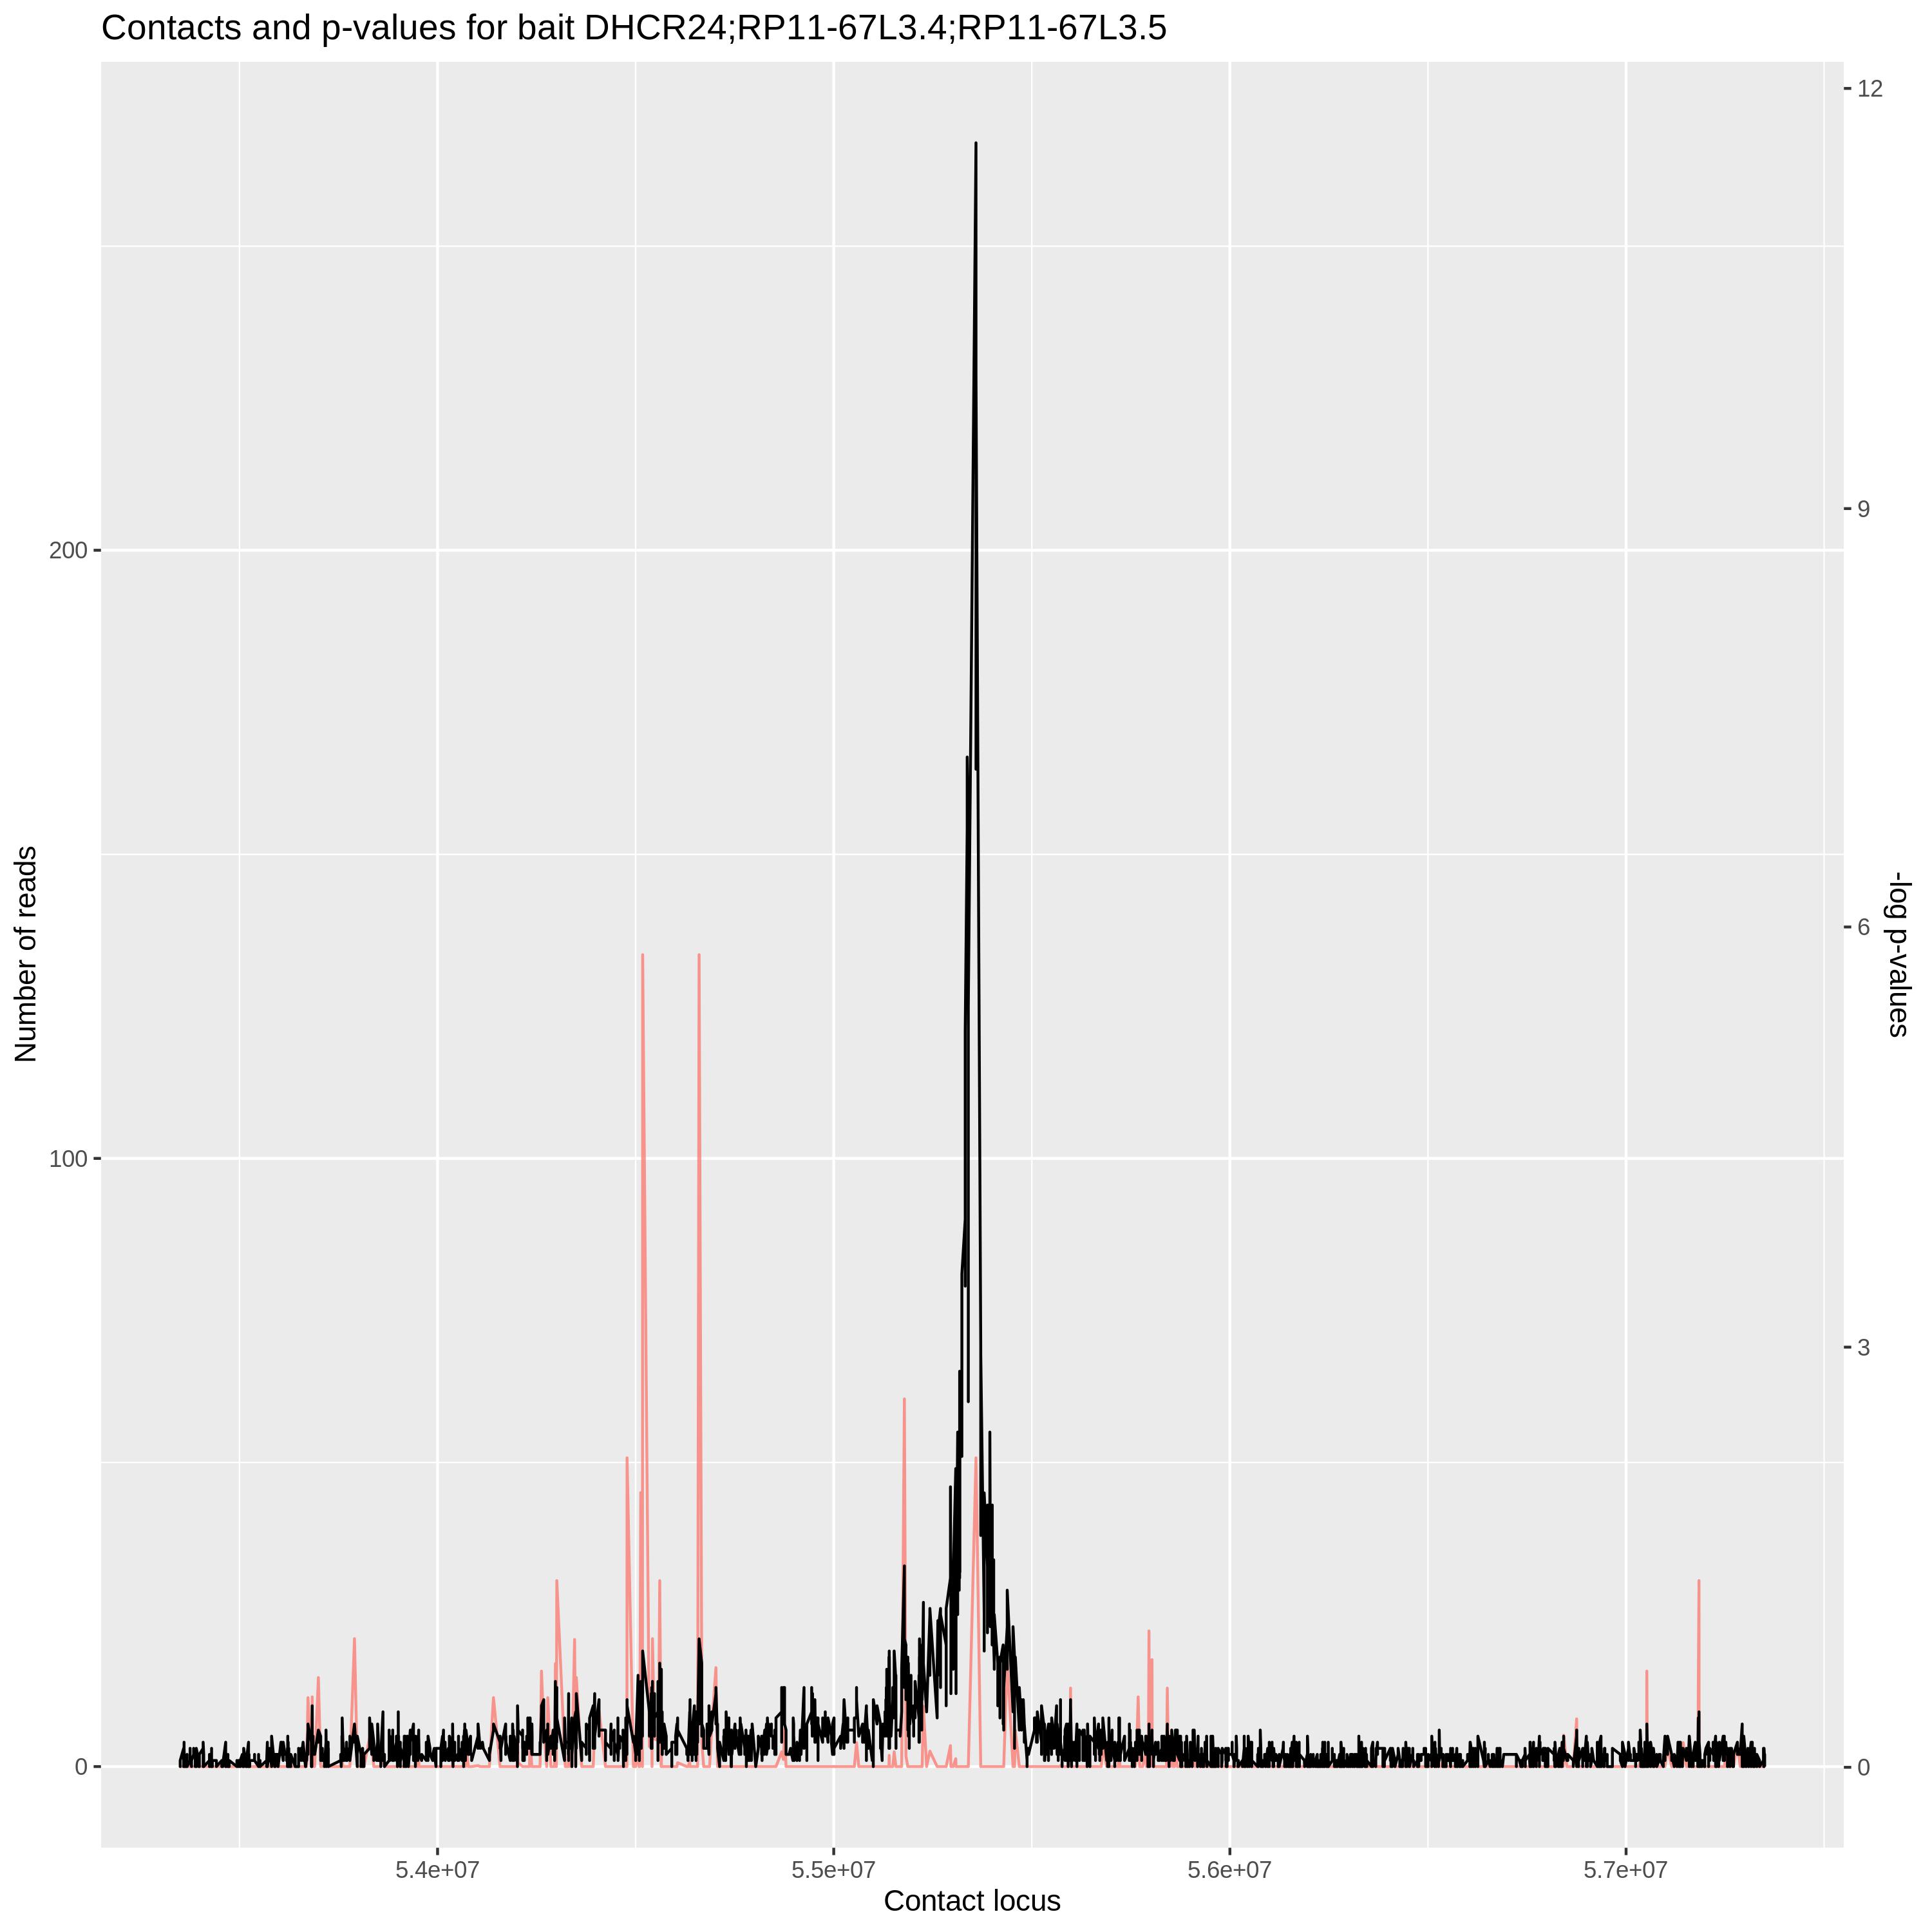 Contacts and p-values for bait DHCR24;RP11-67L3.4;RP11-67L3.5
12
9
6
3
0
200
100
0
Number of reads
-log p-values
5.4e+07
5.5e+07
5.6e+07
5.7e+07
Contact locus